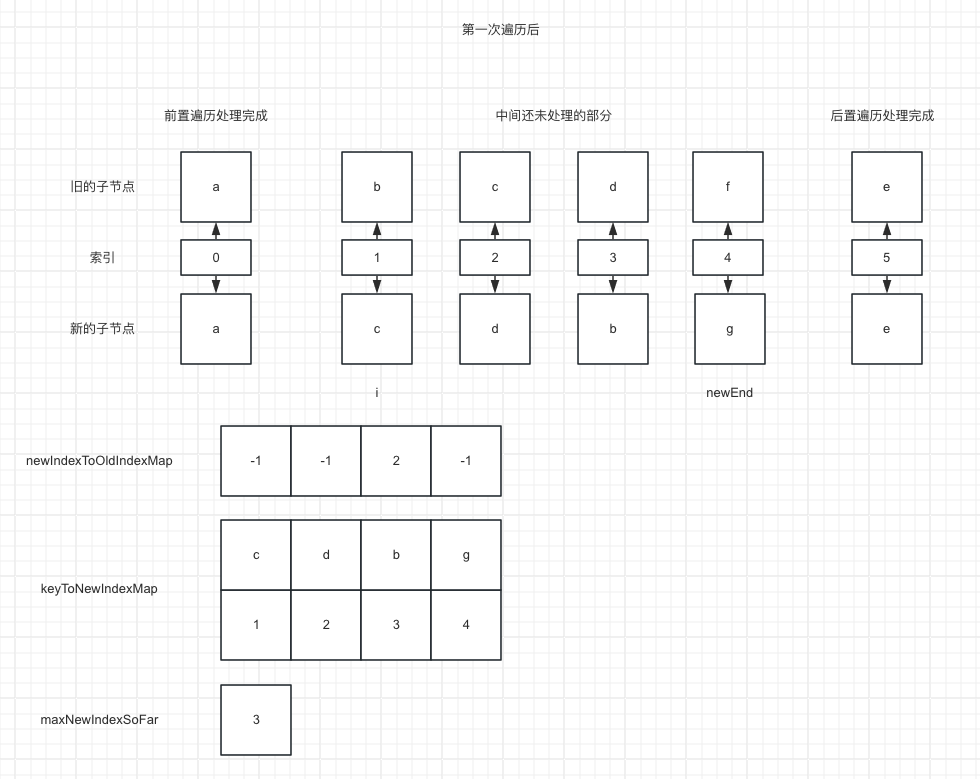 第一次遍历后
前置遍历处理完成 中间还未处理的部分 后置遍历处理完成
旧的子节点 a b c d f e
索引 0 1 2 3 4 5
新的子节点 a c d b g e
i newEnd
newIndexToOldIndexMap -1 -1 2 -1
c d b g
keyToNewIndexMap
1 2 3 4
maxNewIndexSoFar 3